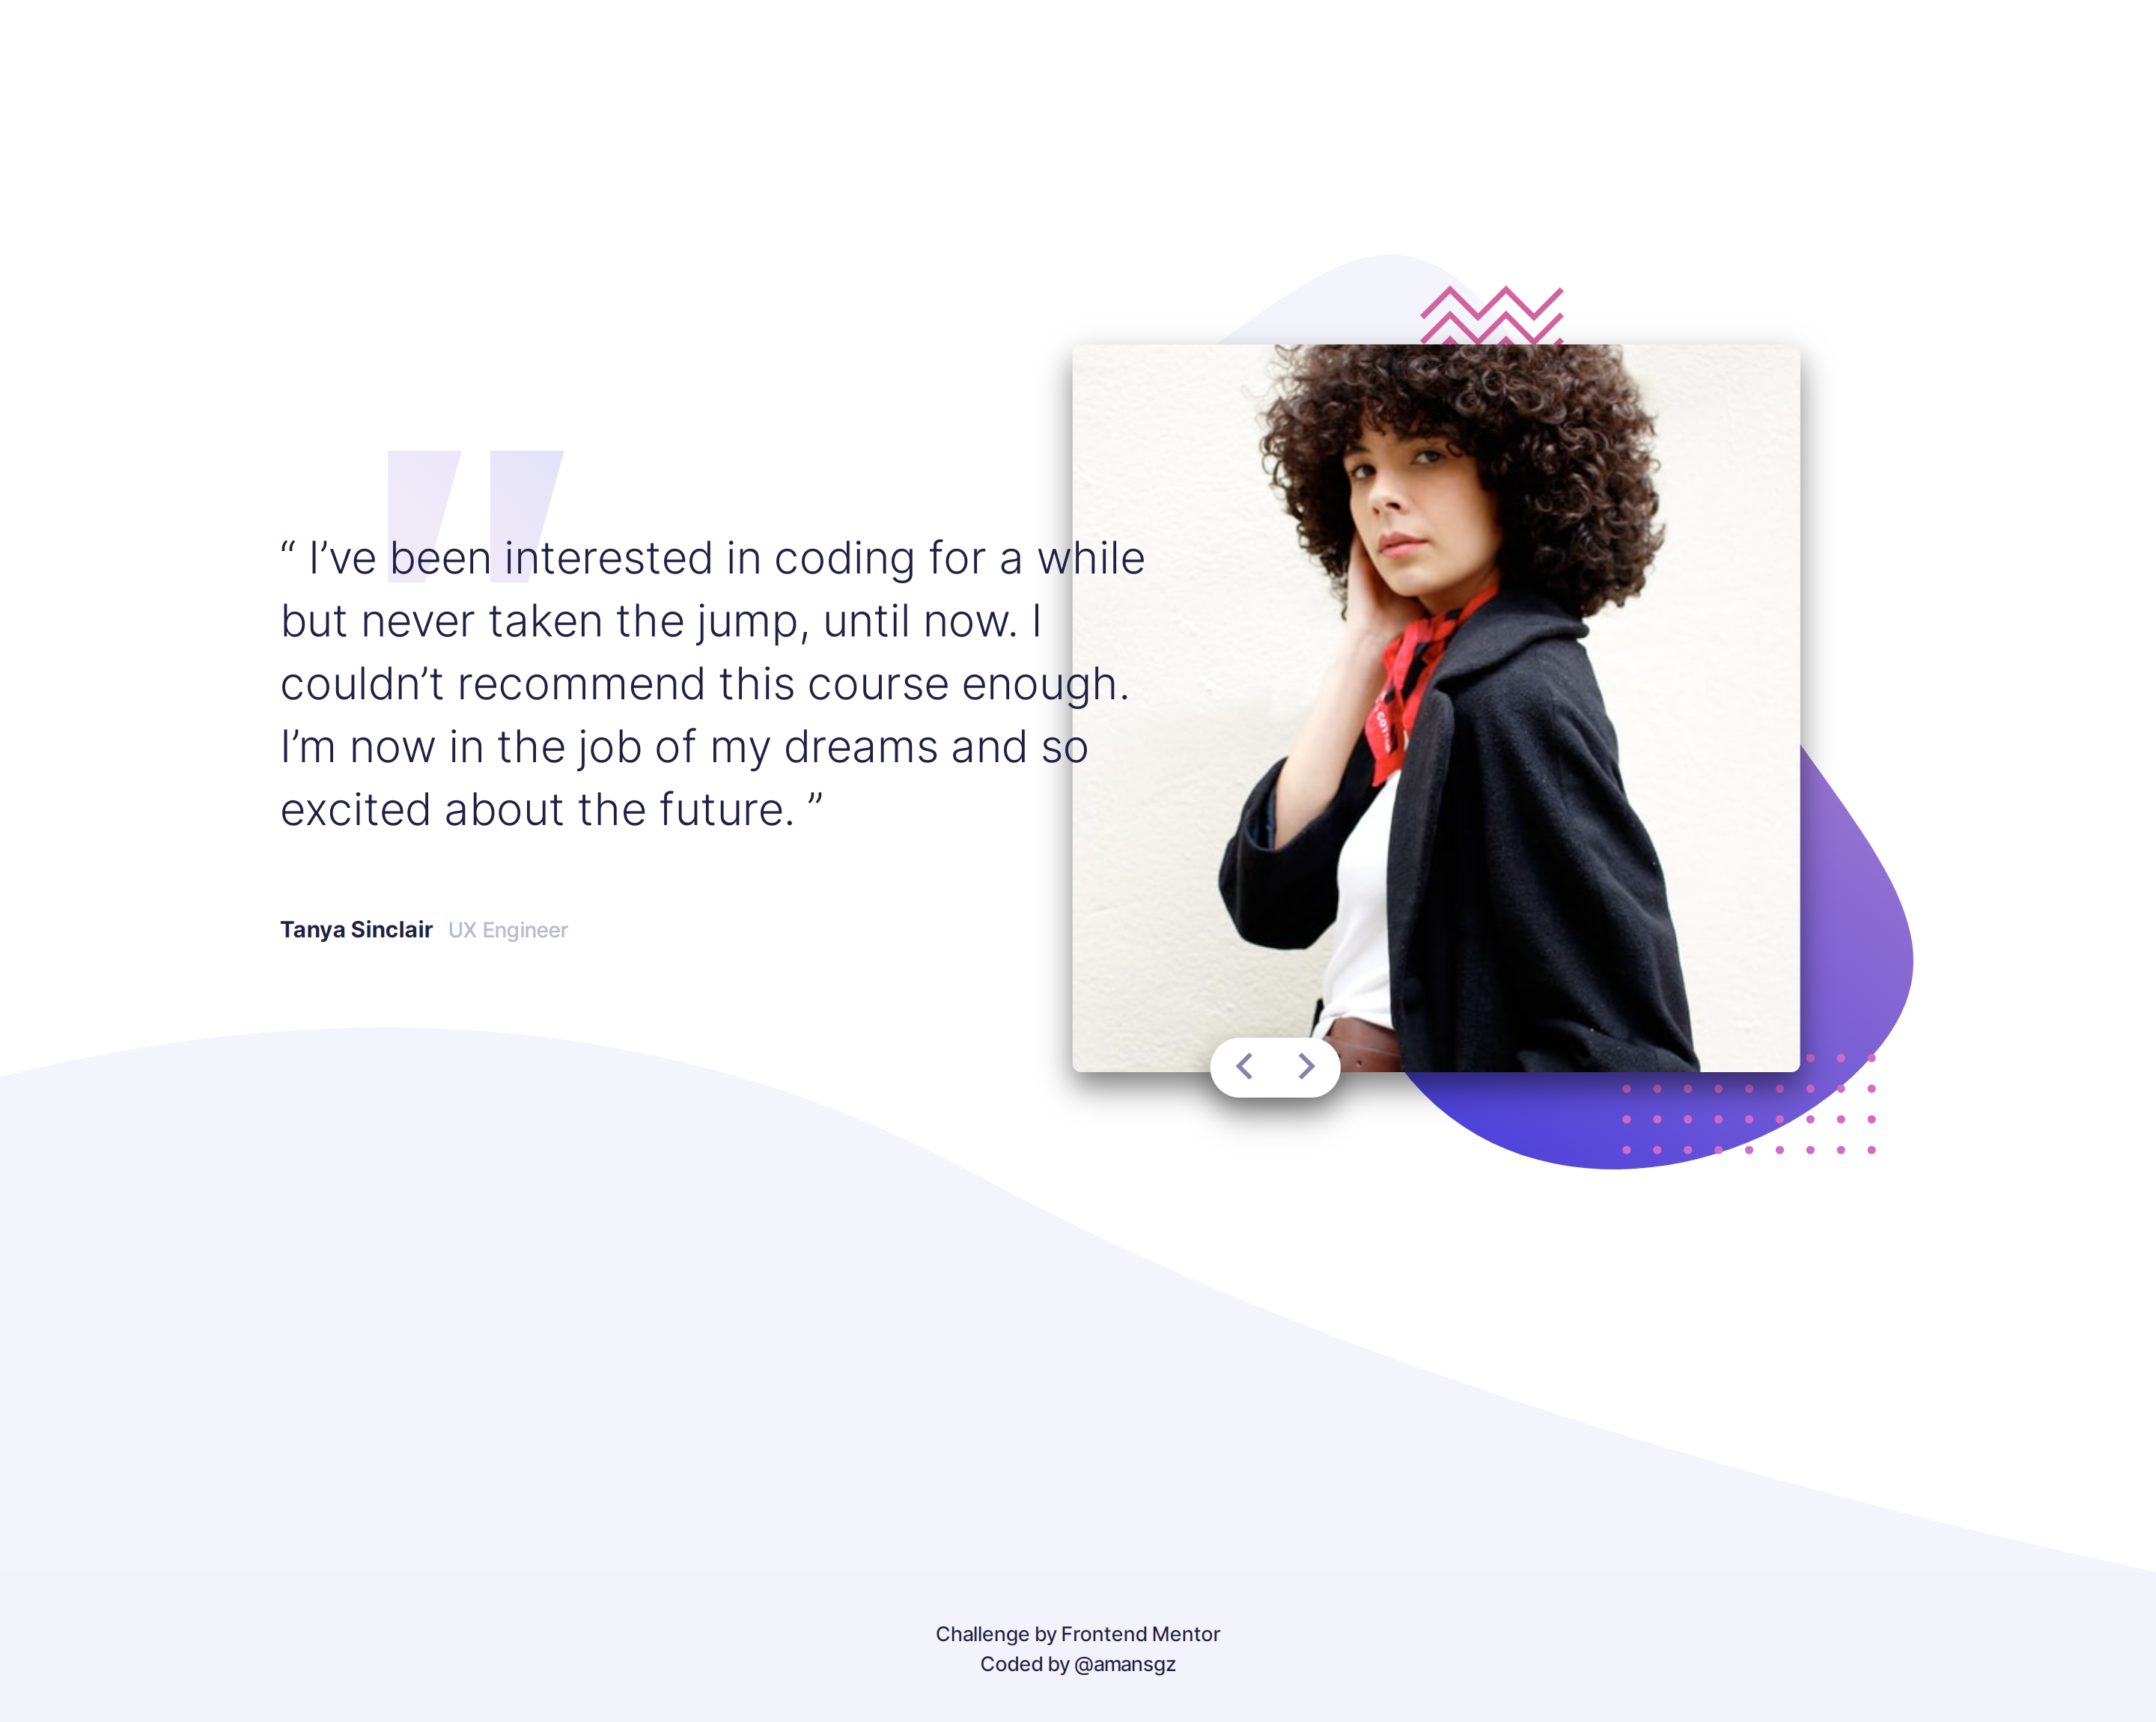 “ I’ve been interested in coding for a while
but never taken the jump, until now. I
couldn’t recommend this course enough.
I’m now in the job of my dreams and so
excited about the future. ”
Tanya Sinclair UX Engineer
Challenge by Frontend Mentor
Coded by @amansgz